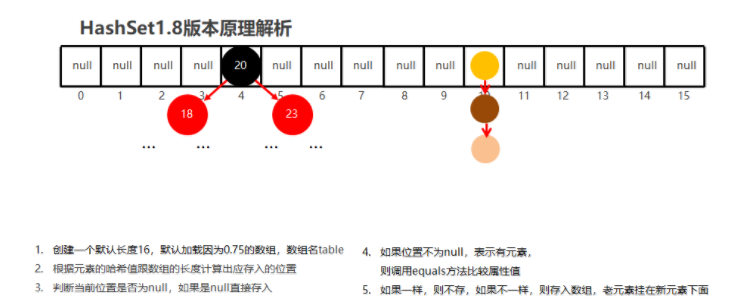 HashSet1.8版本原理解析
null null null null 20 null null null null null null null null null null
0 1 2 3 4 5 6 7 8 9 10 11 12 13 14 15
18 23
... ... ... ...
1. 创建一个默认长度16，默认加载因为0.75的数组，数组名table
2. 根据元素的哈希值跟数组的长度计算出应存入的位置
3. 判断当前位置是否为null，如果是null直接存入
4. 如果位置不为null，表示有元素，
则调用equals方法比较属性值
5. 如果一样，则不存，如果不一样，则存入数组，老元素挂在新元素下面